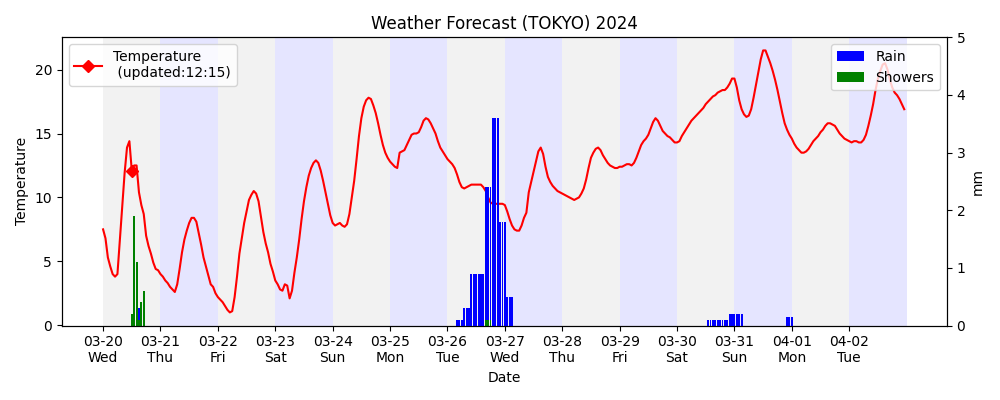 Weather Forecast (TOKYO) 2024
Temperature
(updated:12:15)
Rain
Showers
Temperature
20
15
10
5
0
mm
5
4
3
2
1
0
03-20 03-21 03-22 03-23 03-24 03-25 03-26 03-27 03-28 03-29 03-30 03-31 04-01 04-02
Wed Thu Fri Sat Sun Mon Tue Wed Thu Fri Sat Sun Mon Tue
Date